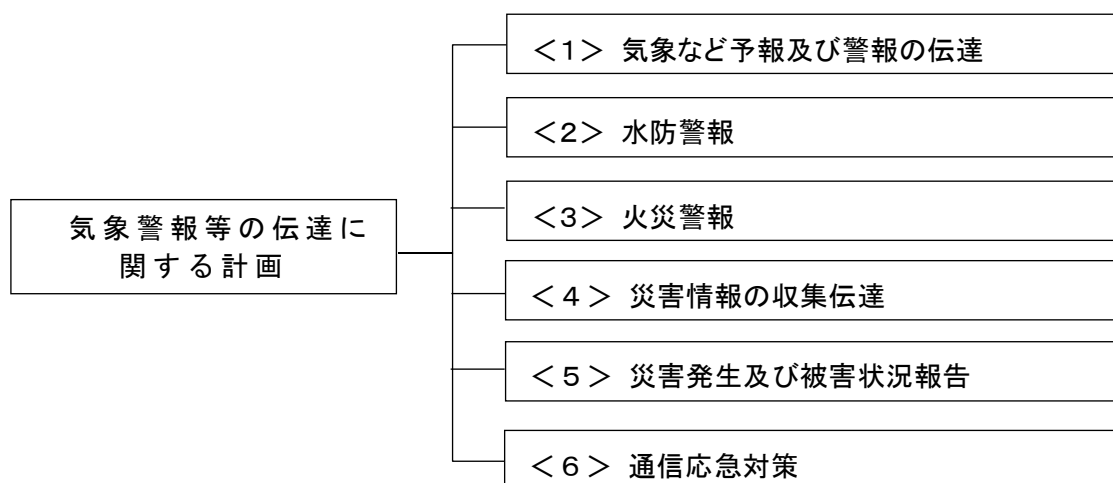 気象警報等の伝達に
関する計画
＜１＞ 気象など予報及び警報の伝達
＜２＞ 水防警報
＜３＞ 火災警報
＜４＞ 災害情報の収集伝達
＜５＞ 災害発生及び被害状況報告
＜６＞ 通信応急対策